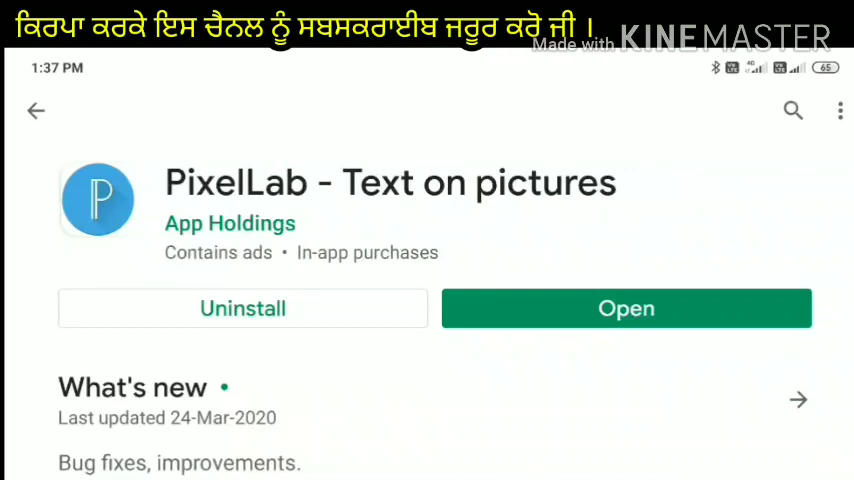 ਕਿਰਪਾ ਕਰਕੇ ਇਸ ਚੈਨਲ ਨੂੰ ਸਬਸਕਰਾਈਬ ਜਰੂਰ ਕਰੋ ਜੀ ।
Made with KINEMASTER
1:37 PM
4G
65
PixelLab - Text on pictures
App Holdings
Contains ads • In-app purchases
Uninstall
Open
What's new •
Last updated 24-Mar-2020
Bug fixes, improvements.